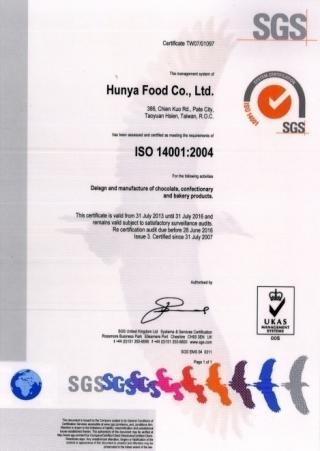 SGS
Certificate TW07/01097
The management system of
Hunya Food Co., Ltd.
386, Chien Kuo Rd., Pate City,
Taoyuan Hsien, Taiwan, R.O.C.
SYSTEM CERTIFICATION
ISO 14001
SGS
has been assessed and certified as meeting the requirements of
ISO 14001:2004
For the following activities
Design and manufacture of chocolate, confectionary
and bakery products.
This certificate is valid from 31 July 2013 until 31 July 2016 and
remains valid subject to satisfactory surveillance audits.
Re certification audit due before 28 June 2016
Issue 3. Certified since 31 July 2007
Authorised by
UKAS
MANAGEMENT
SYSTEMS
005
SGS United Kingdom Ltd Systems & Services Certification
Rossmore Business Park Ellesmere Port Cheshire CH65 3EN UK
t +44 (0)151 350-6666 f +44 (0)151 350-6600 www.sgs.com
Page 1 of 1
SGS SGS SGS